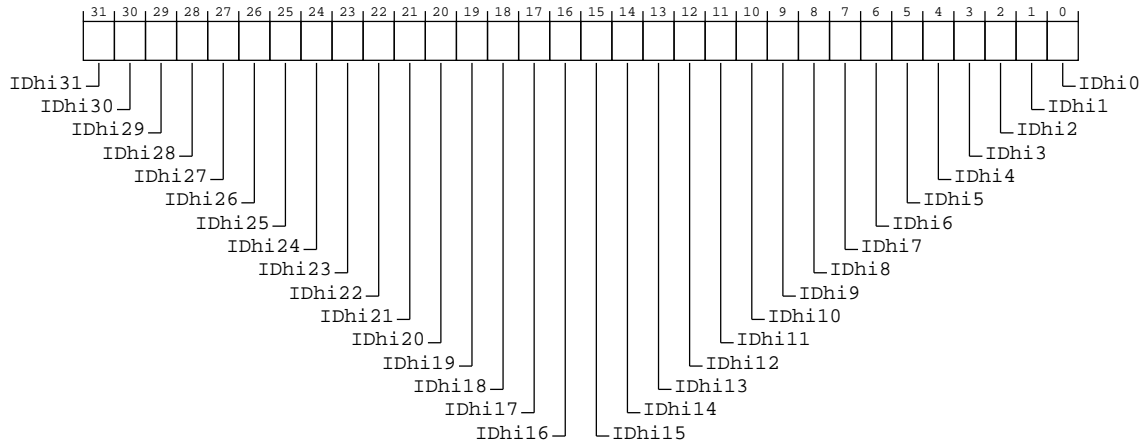 31 30 29 28 27 26 25 24 23 22 21 20 19 18 17 16 15 14 13 12 11 10 9 8 7 6 5 4 3 2 1 0
IDhi31 IDhi0
IDhi30 IDhi1
IDhi29 IDhi2
IDhi28 IDhi3
IDhi27 IDhi4
IDhi26 IDhi5
IDhi25 IDhi6
IDhi24 IDhi7
IDhi23 IDhi8
IDhi22 IDhi9
IDhi21 IDhi10
IDhi20 IDhi11
IDhi19 IDhi12
IDhi18 IDhi13
IDhi17 IDhi14
IDhi16 IDhi15